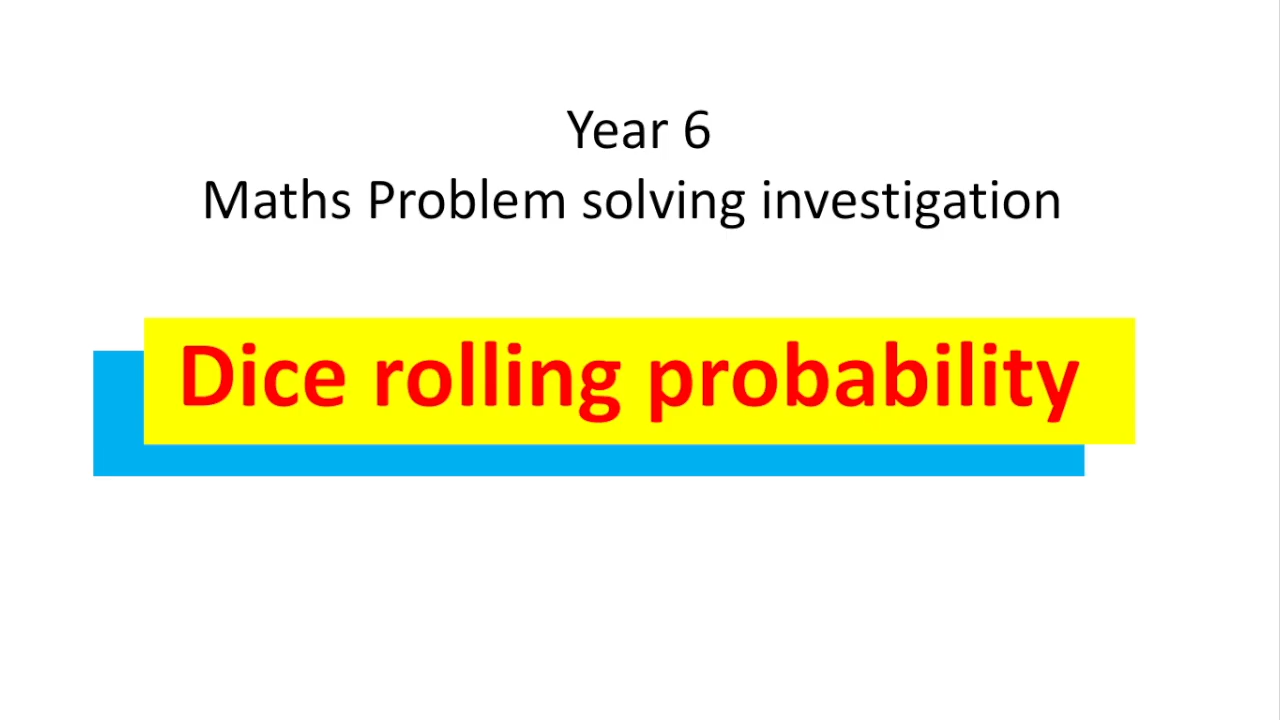 Year 6
Maths Problem solving investigation
Dice rolling probability